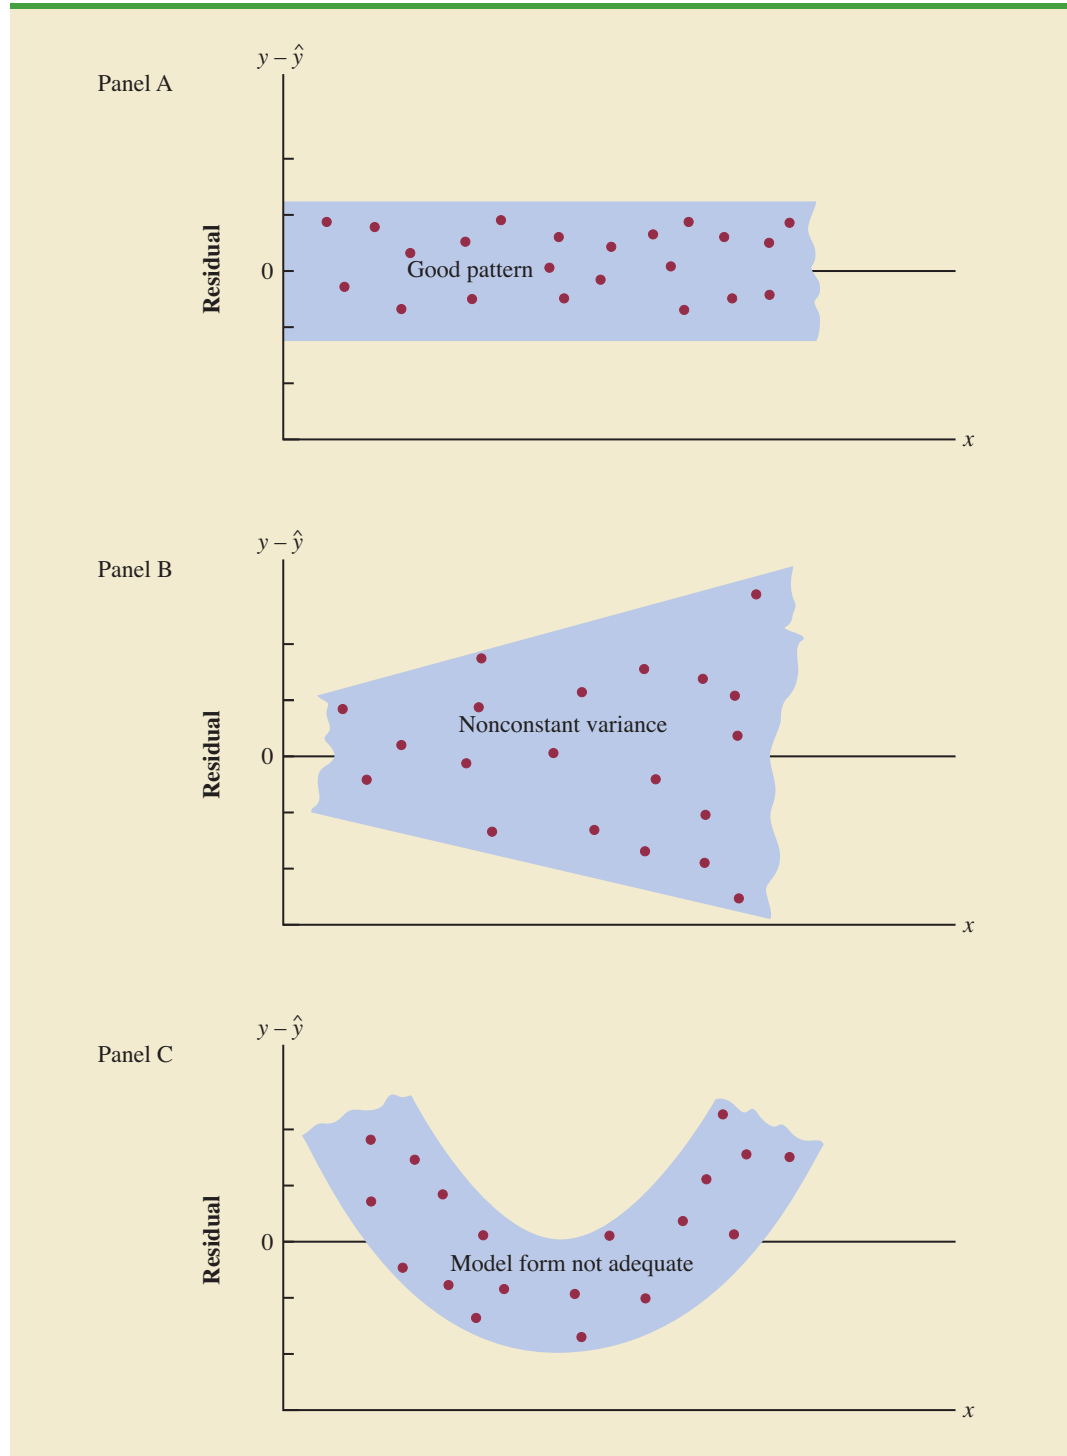 y – ŷ
Panel A
Residual
0
Good pattern
x
y – ŷ
Panel B
Residual
0
Nonconstant variance
x
y – ŷ
Panel C
Residual
0
Model form not adequate
x